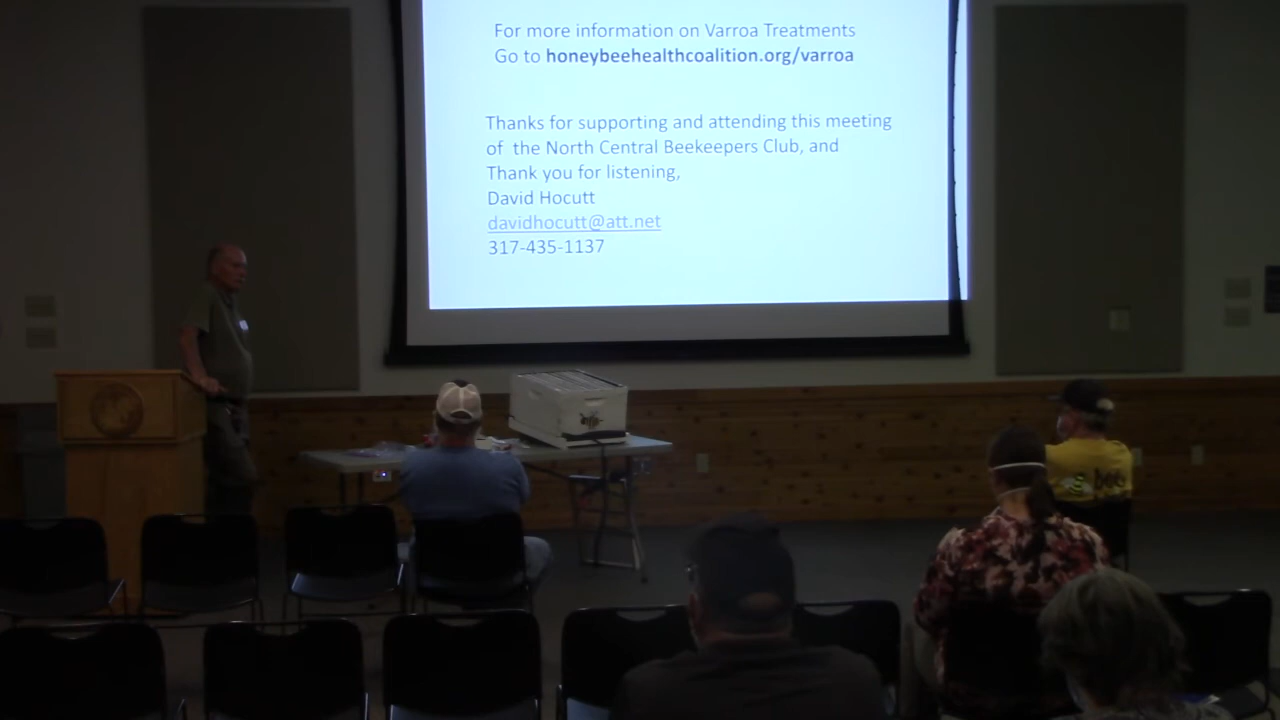 For more information on Varroa Treatments
Go to honeybeehealthcoalition.org/varroa
Thanks for supporting and attending this meeting
of the North Central Beekeepers Club, and
Thank you for listening,
David Hocutt
davidhocutt@att.net
317-435-1137
bee